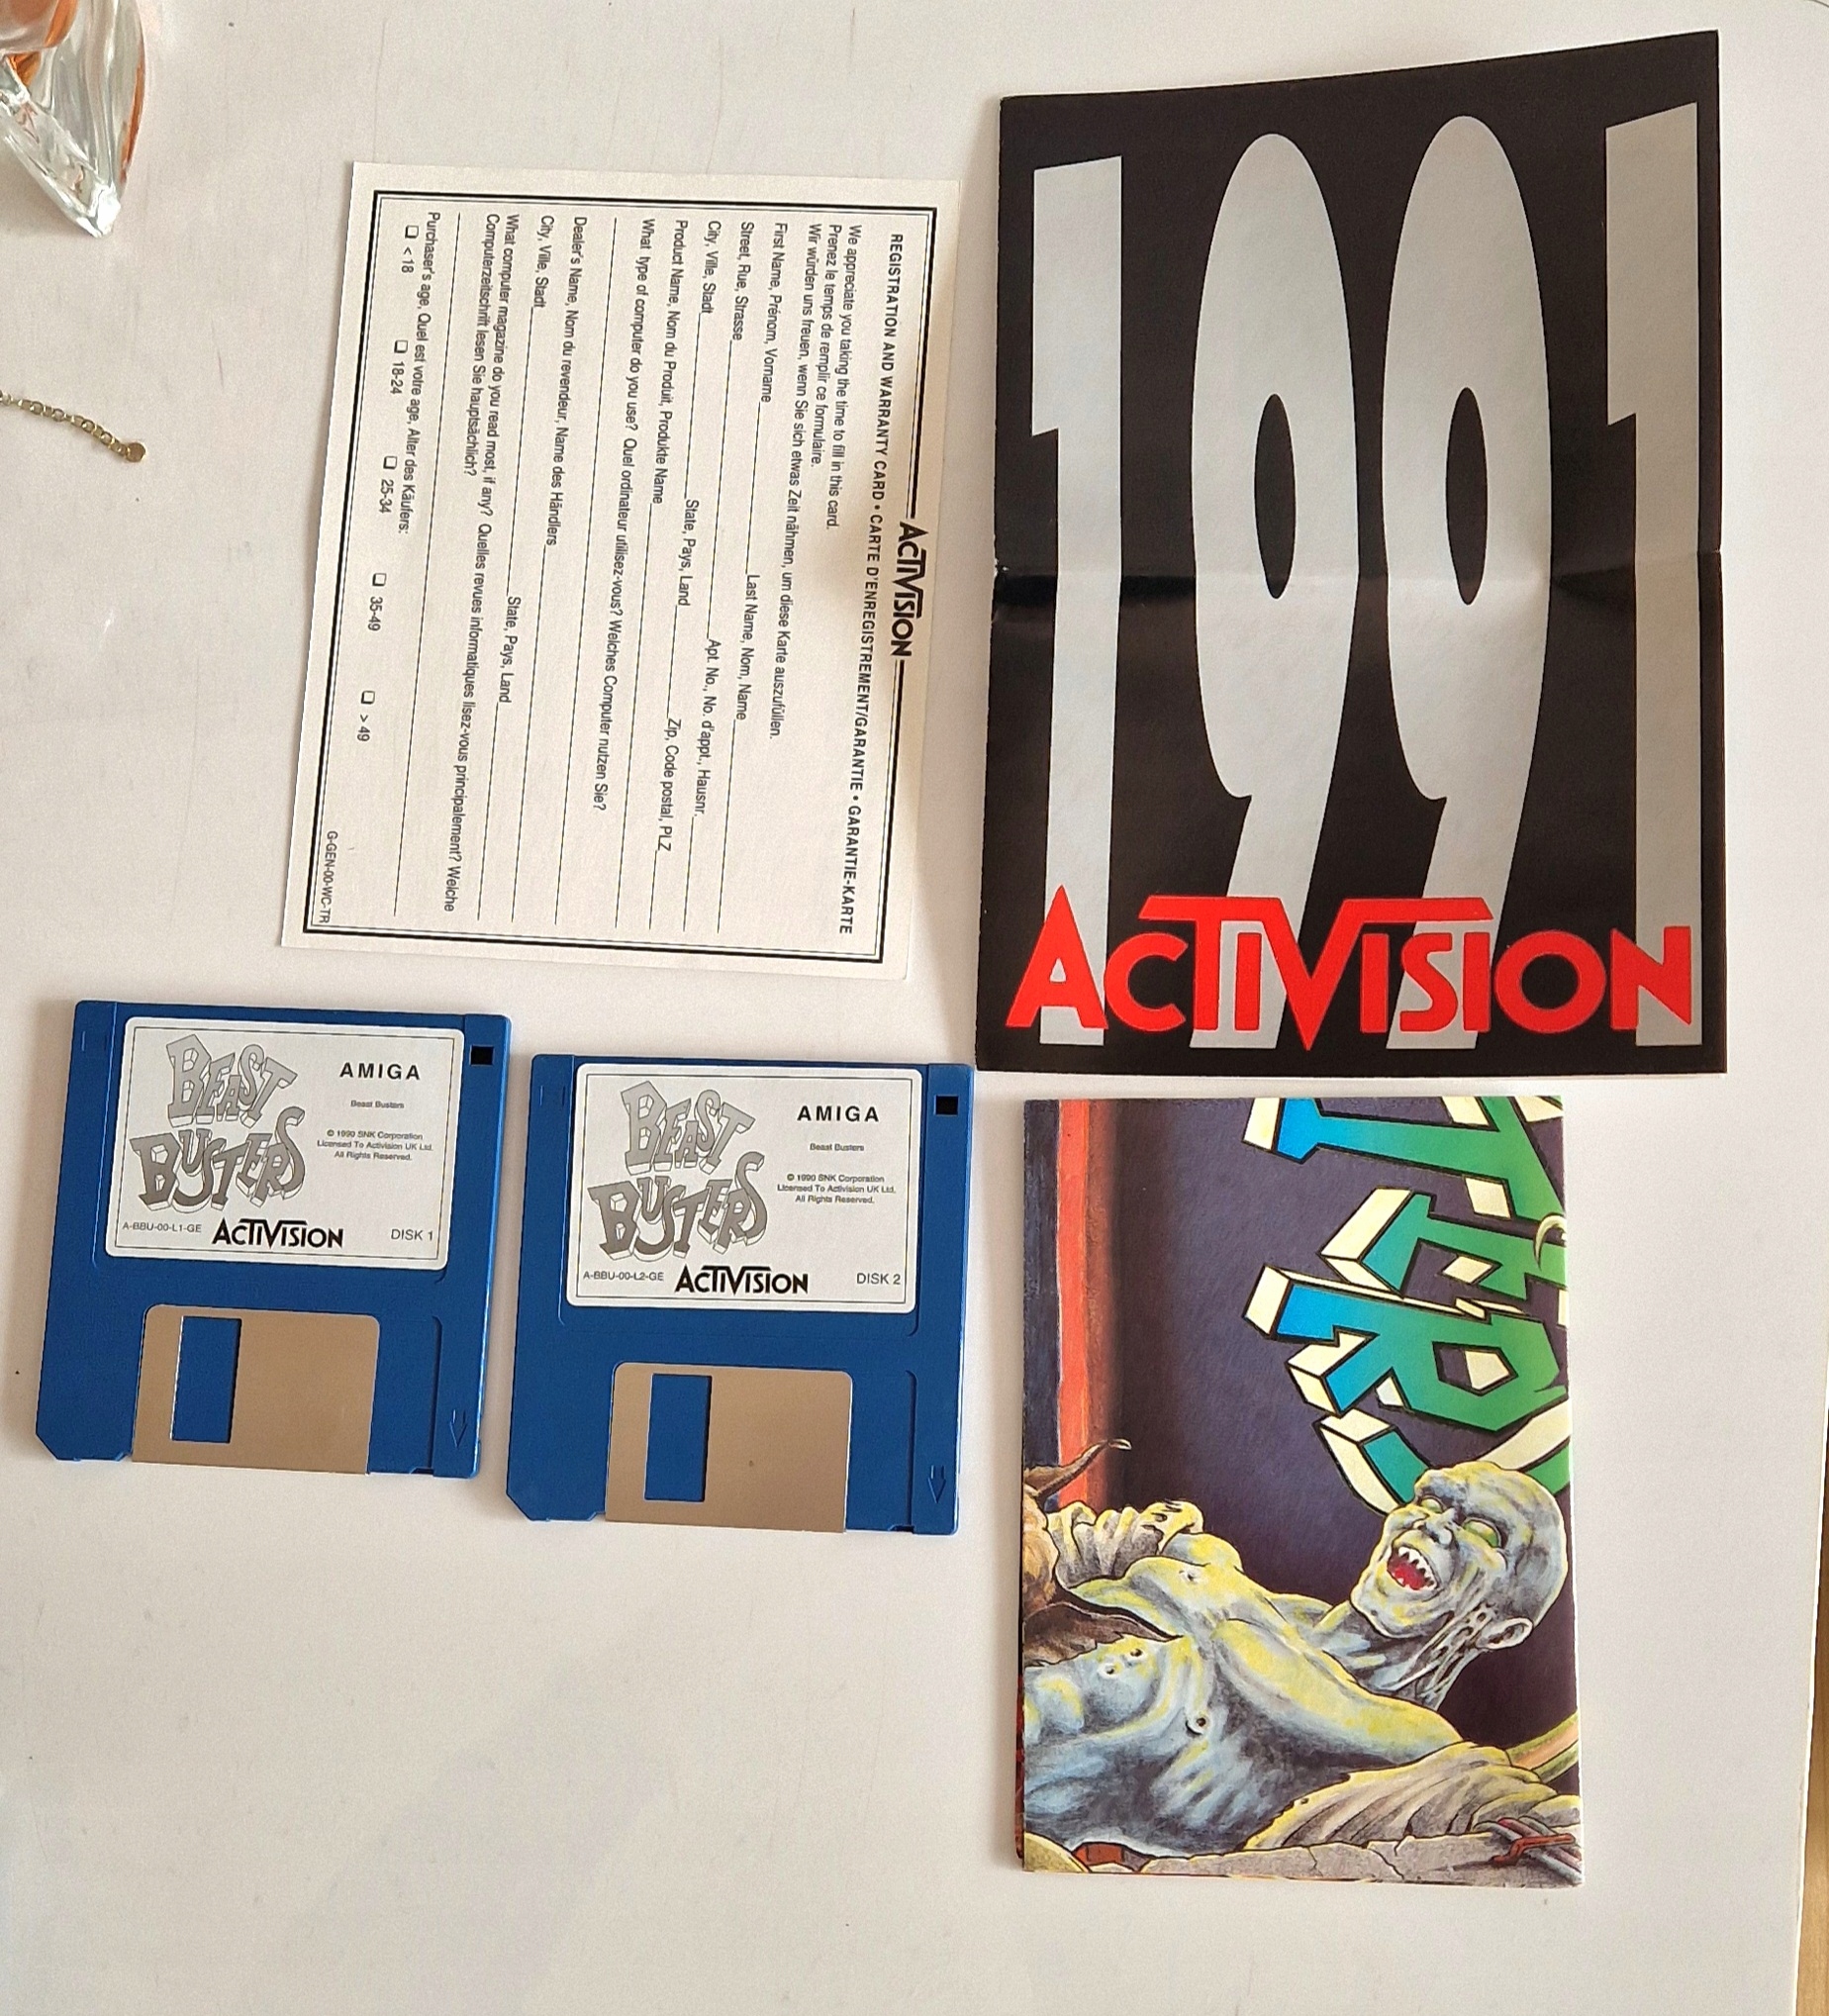 ACTIVISION
REGISTRATION AND WARRANTY CARD • CARTE D'ENREGISTREMENT/GARANTIE • GARANTIE-KARTE
We appreciate you taking the time to fill in this card.
Prenez le temps de remplir ce formulaire.
Wir würden uns freuen, wenn Sie sich etwas Zeit nähmen, um diese Karte auszufüllen.
First Name, Prénom, Vorname Last Name, Nom, Name
Street, Rue, Strasse Apt. No., No. d'appt., Hausnr.
City, Ville, Stadt State, Pays, Land Zip, Code postal, PLZ
Product Name, Nom du Produit, Produkte Name
What type of computer do you use? Quel ordinateur utilisez-vous? Welches Computer nutzen Sie?
Dealer's Name, Nom du revendeur, Name des Händlers
City, Ville, Stadt State, Pays, Land
What computer magazine do you read most, if any? Quelles revues informatiques lisez-vous principalement? Welche
Computerzeitschrift lesen Sie hauptsächlich?
Purchaser's age, Quel est votre age, Alter des Käufers:
☐ < 18 ☐ 18-24 ☐ 25-34 ☐ 35-49 ☐ > 49
G-GEN-00-WC-TR
1991
ACTIVISION
BEAST
BUSTERS
AMIGA
Beast Busters
© 1990 SNK Corporation
Licensed To Activision UK Ltd.
All Rights Reserved.
A-BBU-00-L1-GE ACTIVISION DISK 1
BEAST
BUSTERS
AMIGA
Beast Busters
© 1990 SNK Corporation
Licensed To Activision UK Ltd.
All Rights Reserved.
A-BBU-00-L2-GE ACTIVISION DISK 2